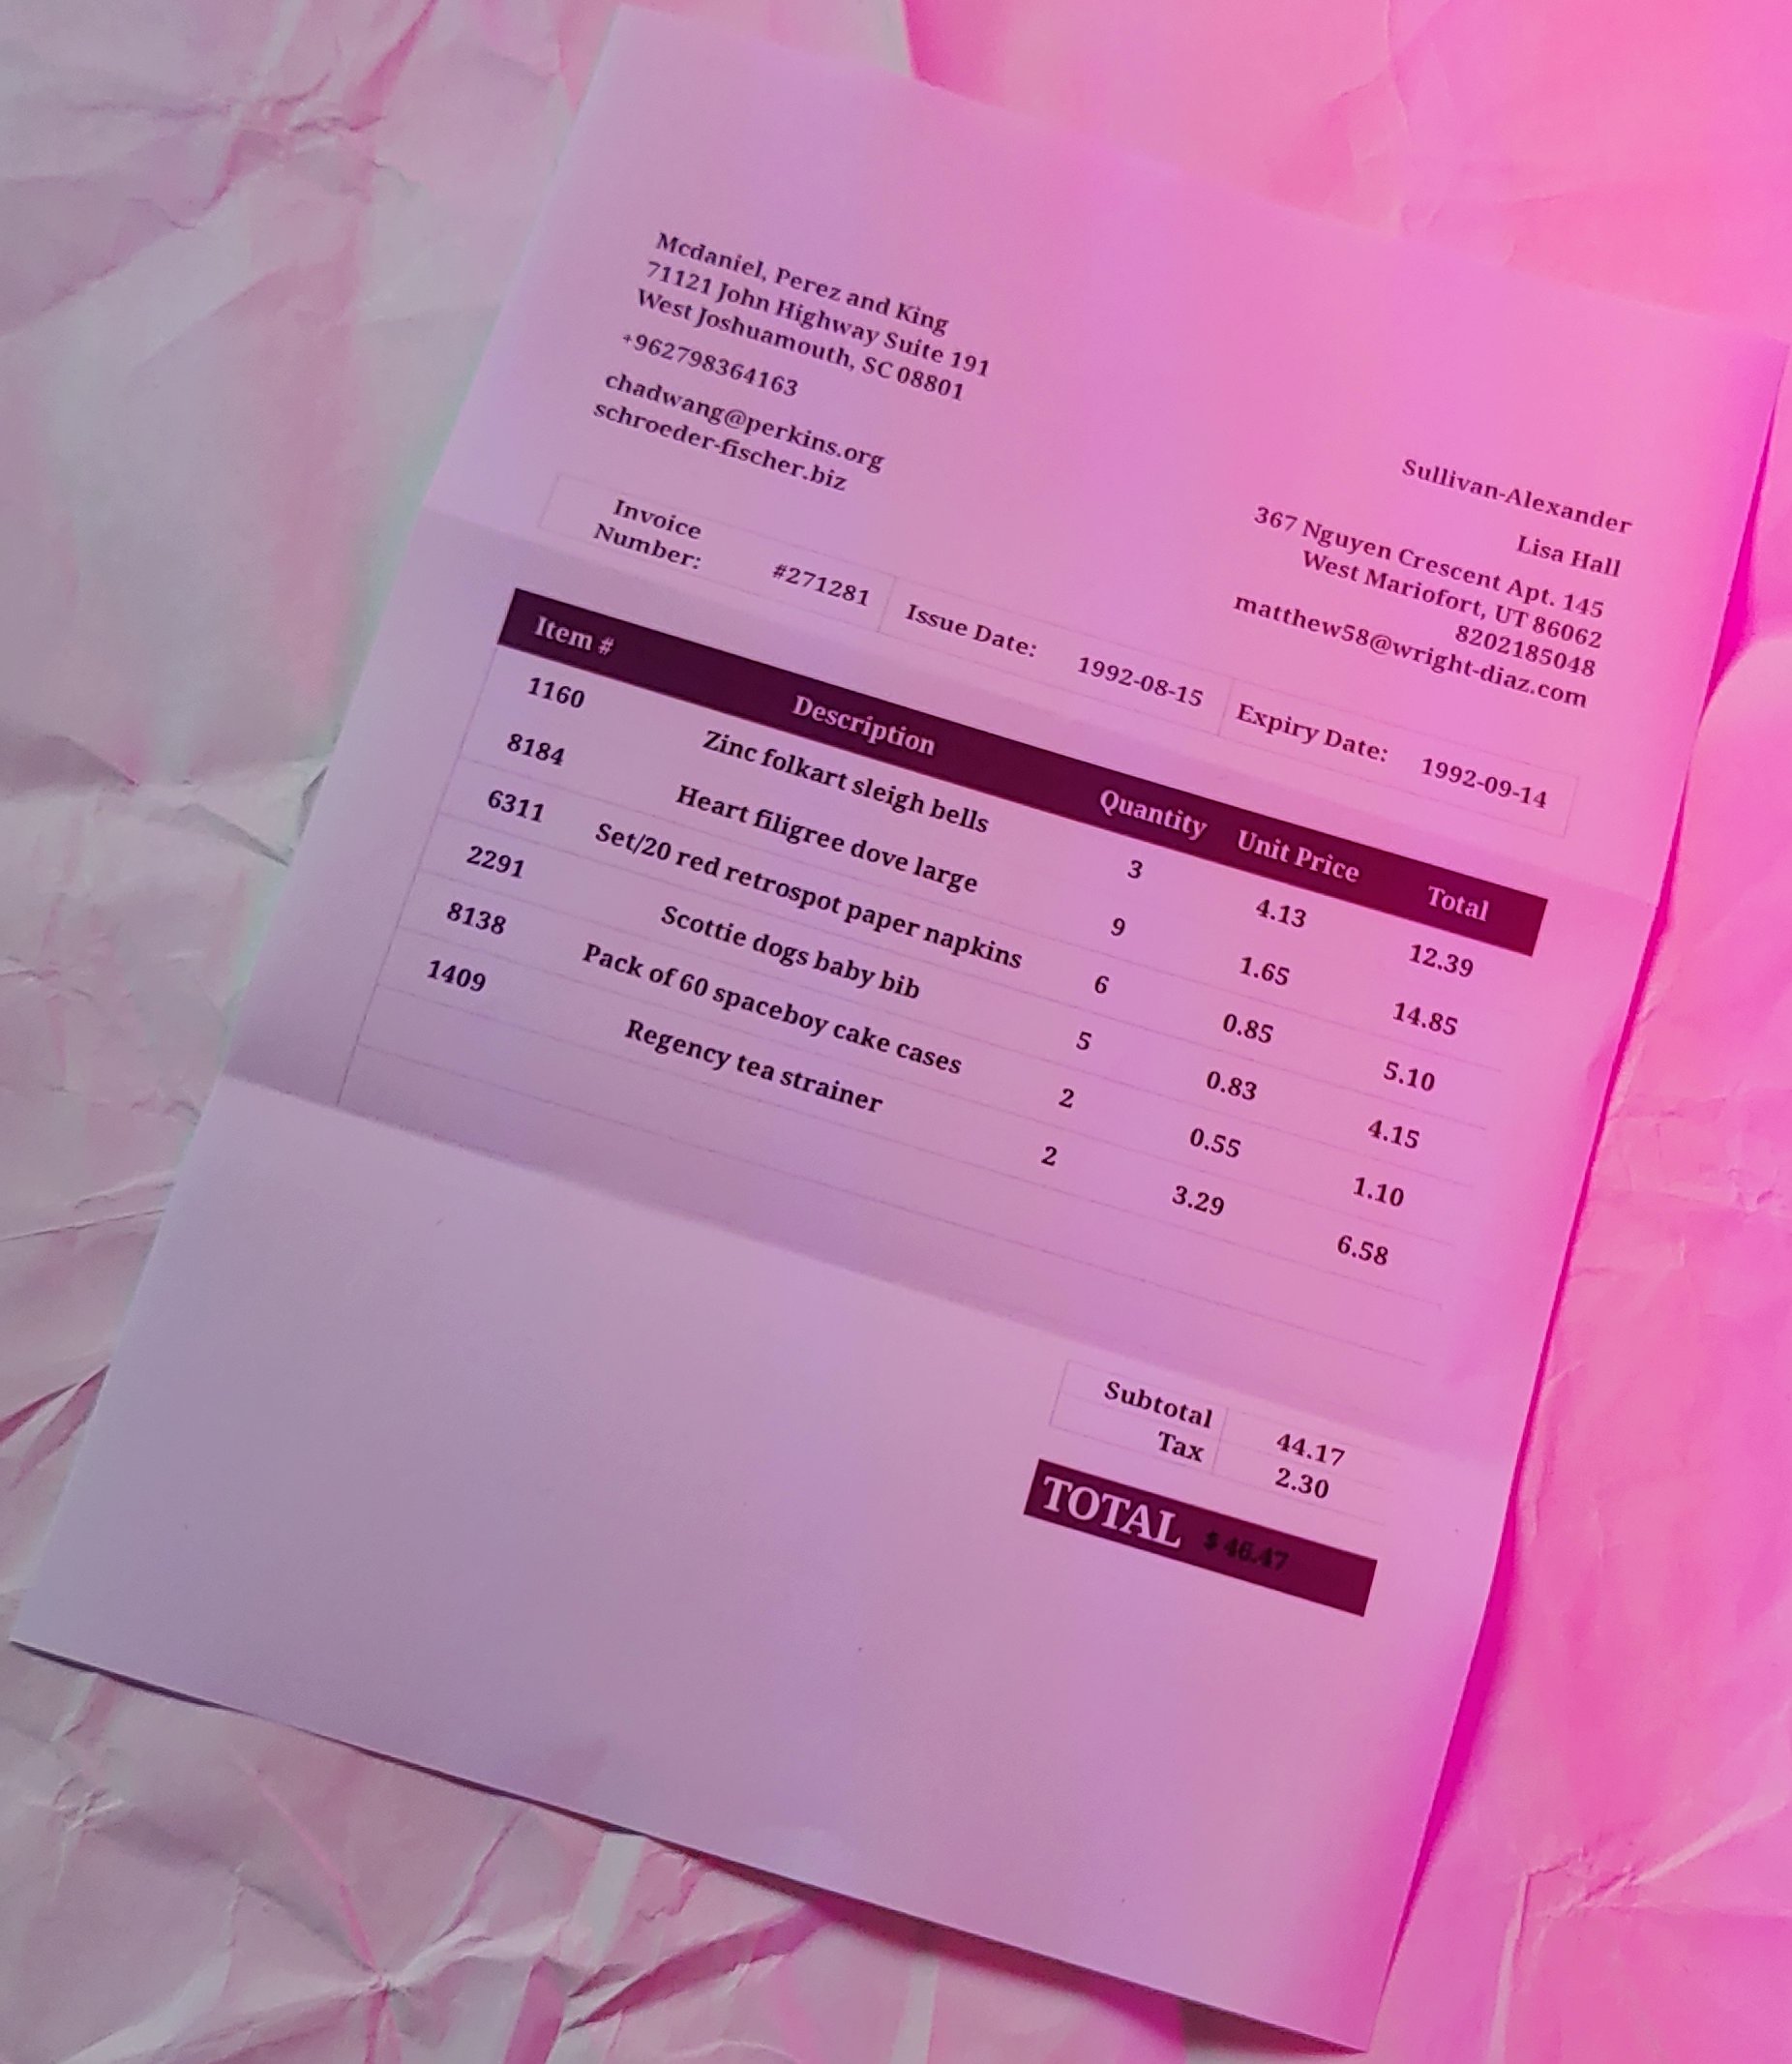 Mcdaniel, Perez and King
71121 John Highway Suite 191
West Joshuamouth, SC 08801
+962798364163
chadwang@perkins.org
schroeder-fischer.biz
Sullivan-Alexander
Lisa Hall
367 Nguyen Crescent Apt. 145
West Mariofort, UT 86062
8202185048
matthew58@wright-diaz.com
Invoice Number: #271281 Issue Date: 1992-08-15 Expiry Date: 1992-09-14
Item # Description Quantity Unit Price Total
1160 Zinc folkart sleigh bells 3 4.13 12.39
8184 Heart filigree dove large 9 1.65 14.85
6311 Set/20 red retrospot paper napkins 6 0.85 5.10
2291 Scottie dogs baby bib 5 0.83 4.15
8138 Pack of 60 spaceboy cake cases 2 0.55 1.10
1409 Regency tea strainer 2 3.29 6.58
Subtotal 44.17
Tax 2.30
TOTAL $ 46.47